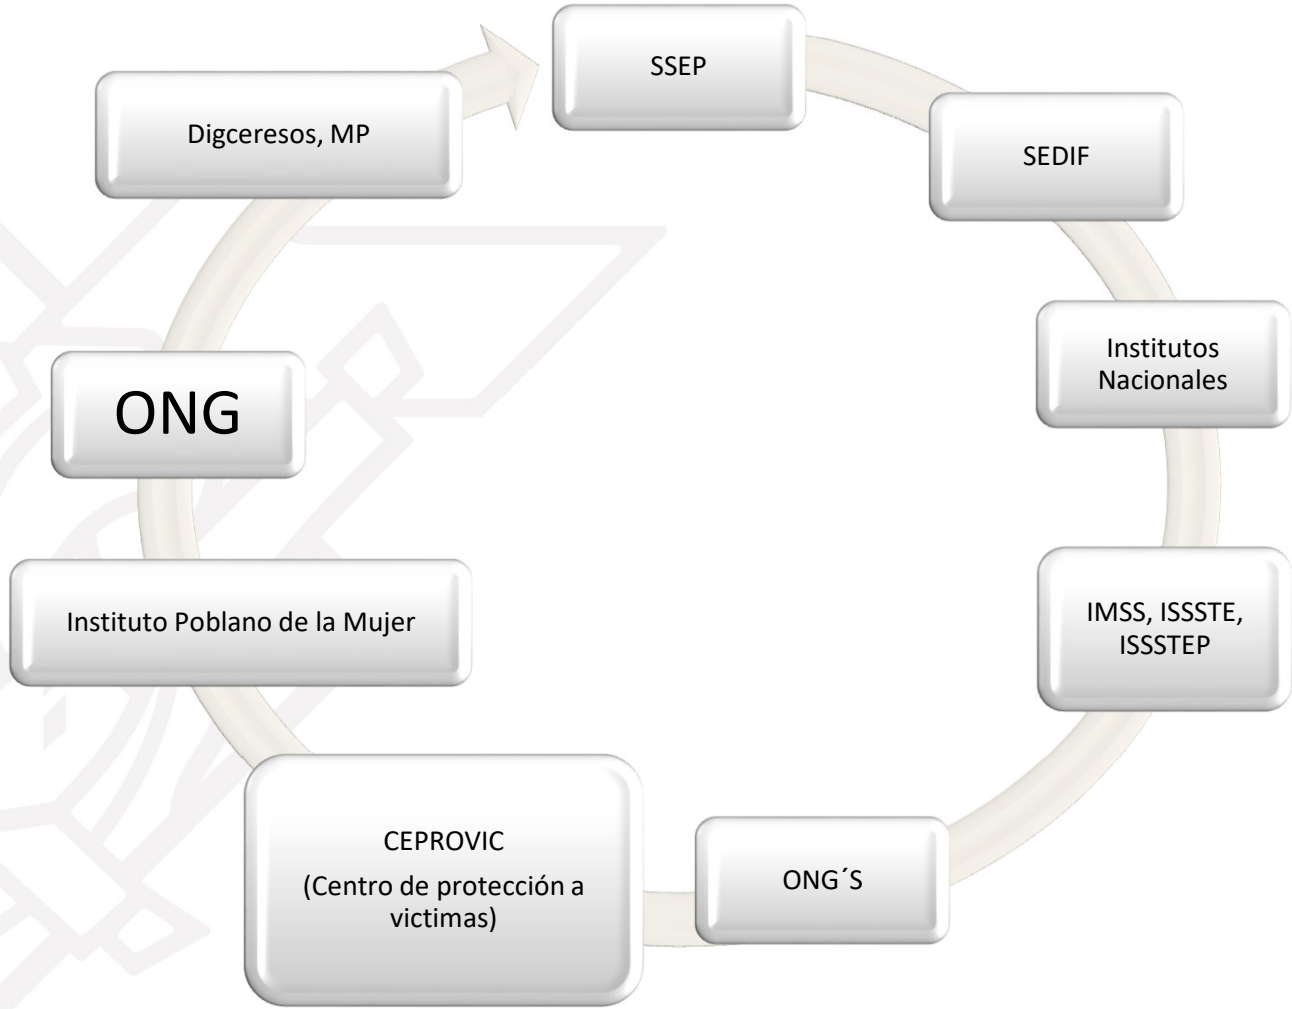 SSEP
SEDIF
Institutos
Nacionales
IMSS, ISSSTE,
ISSSTEP
ONG´S
CEPROVIC
(Centro de protección a
victimas)
Instituto Poblano de la Mujer
ONG
Digceresos, MP